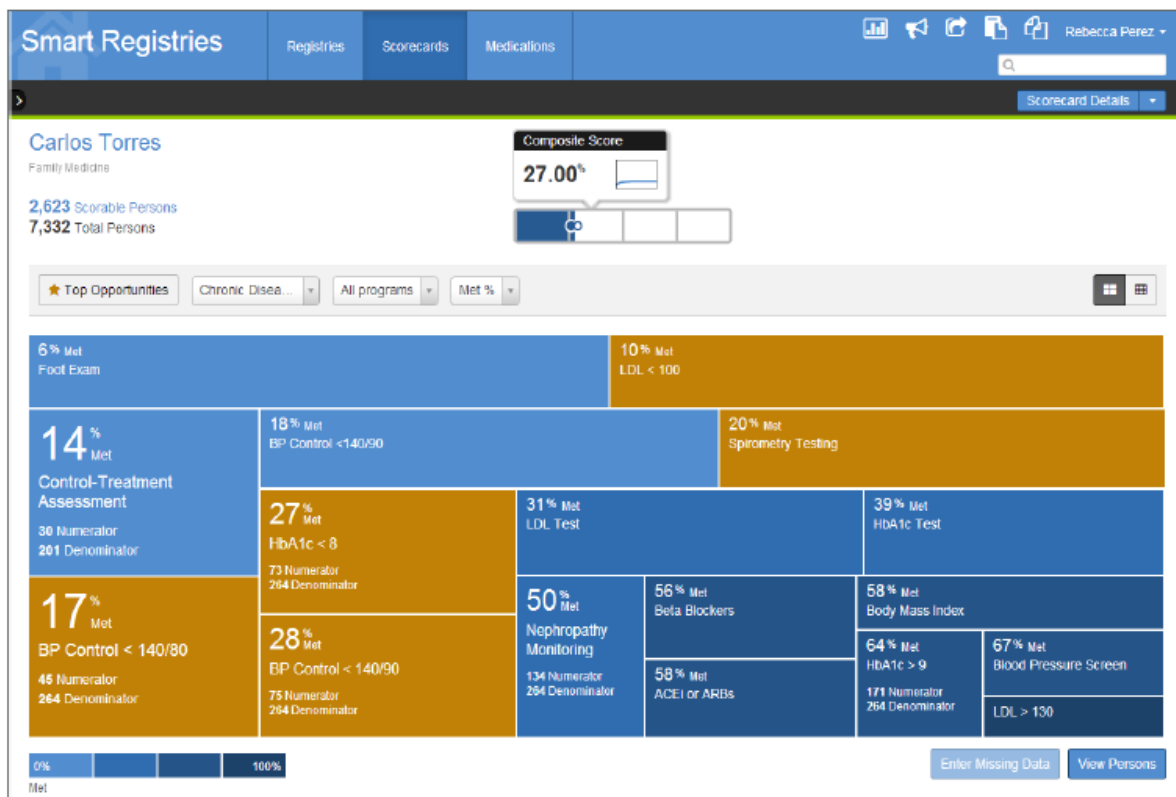 Smart Registries
Registries
Scorecards
Medications
Rebecca Perez
Scorecard Details
Carlos Torres
Family Medicine
2,623 Scorable Persons
7,332 Total Persons
Composite Score
27.00%
Top Opportunities
Chronic Disea...
All programs
Met %
6% Met
Foot Exam
10% Met
LDL < 100
14% Met
Control-Treatment
Assessment
30 Numerator
201 Denominator
18% Met
BP Control <140/90
20% Met
Spirometry Testing
27% Met
HbA1c < 8
73 Numerator
264 Denominator
31% Met
LDL Test
39% Met
HbA1c Test
17% Met
BP Control < 140/80
45 Numerator
264 Denominator
28% Met
BP Control < 140/90
75 Numerator
264 Denominator
50% Met
Nephropathy
Monitoring
134 Numerator
264 Denominator
56% Met
Beta Blockers
58% Met
ACEI or ARBs
58% Met
Body Mass Index
64% Met
HbA1c > 9
171 Numerator
264 Denominator
67% Met
Blood Pressure Screen
LDL > 130
0%
100%
Met
Enter Missing Data
View Persons